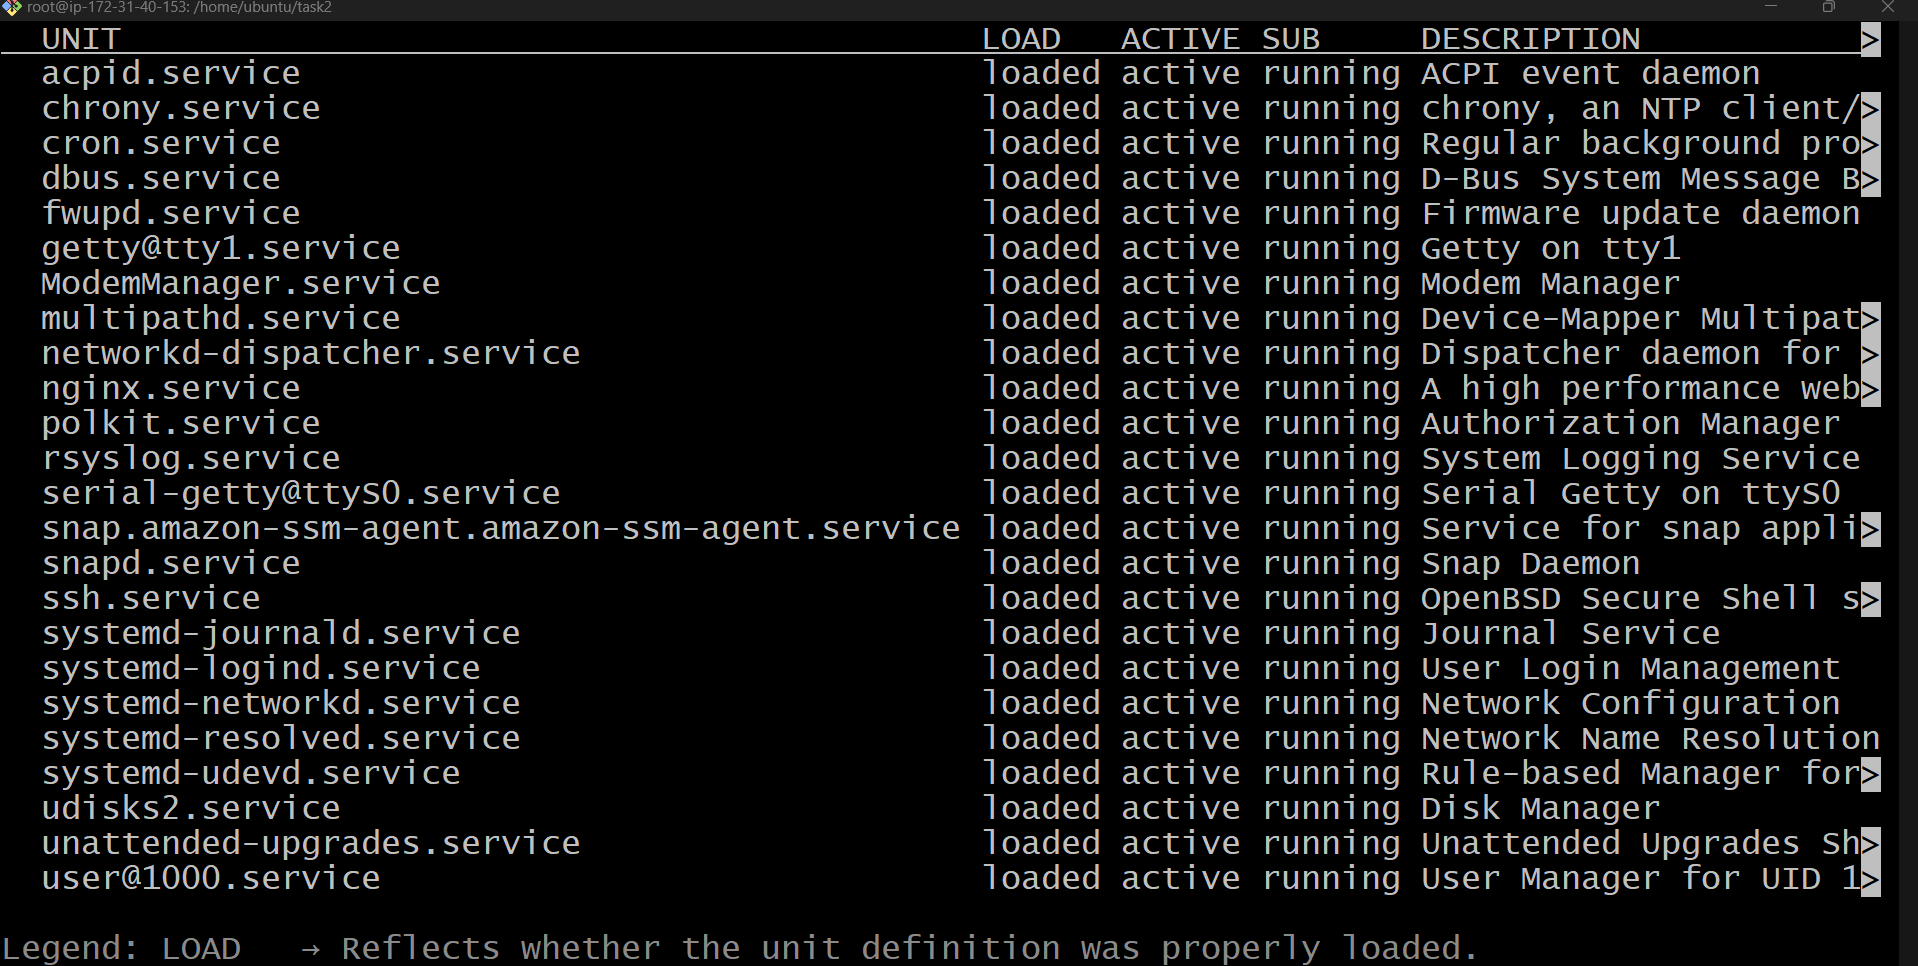 root@ip-172-31-40-153: /home/ubuntu/task2
UNIT LOAD ACTIVE SUB DESCRIPTION >
acpid.service loaded active running ACPI event daemon
chrony.service loaded active running chrony, an NTP client/>
cron.service loaded active running Regular background pro>
dbus.service loaded active running D-Bus System Message B>
fwupd.service loaded active running Firmware update daemon
getty@tty1.service loaded active running Getty on tty1
ModemManager.service loaded active running Modem Manager
multipathd.service loaded active running Device-Mapper Multipat>
networkd-dispatcher.service loaded active running Dispatcher daemon for >
nginx.service loaded active running A high performance web>
polkit.service loaded active running Authorization Manager
rsyslog.service loaded active running System Logging Service
serial-getty@ttyS0.service loaded active running Serial Getty on ttyS0
snap.amazon-ssm-agent.amazon-ssm-agent.service loaded active running Service for snap appli>
snapd.service loaded active running Snap Daemon
ssh.service loaded active running OpenBSD Secure Shell s>
systemd-journald.service loaded active running Journal Service
systemd-logind.service loaded active running User Login Management
systemd-networkd.service loaded active running Network Configuration
systemd-resolved.service loaded active running Network Name Resolution
systemd-udevd.service loaded active running Rule-based Manager for>
udisks2.service loaded active running Disk Manager
unattended-upgrades.service loaded active running Unattended Upgrades Sh>
user@1000.service loaded active running User Manager for UID 1>
Legend: LOAD → Reflects whether the unit definition was properly loaded.